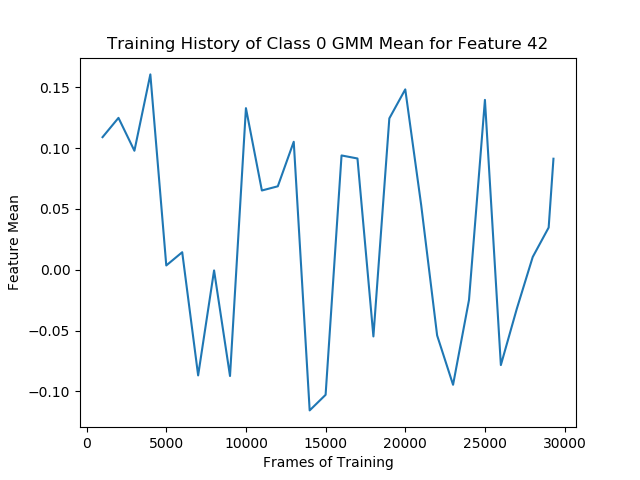 Training History of Class 0 GMM Mean for Feature 42
0.15
0.10
0.05
0.00
−0.05
−0.10
Feature Mean
0 5000 10000 15000 20000 25000 30000
Frames of Training